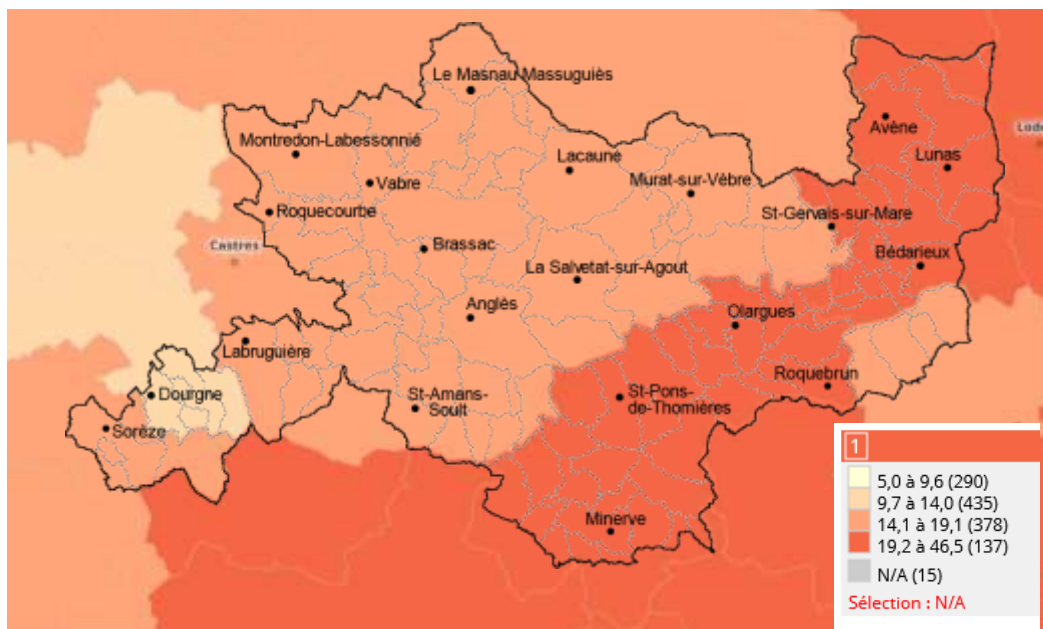 Le Masnau Massuguiès
Avène
Lodè
Montredon-Labessonnié
Lacaune
Lunas
Vabre
Murat-sur-Vèbre
Roquecourbe
St-Gervais-sur-Mare
Castres
Brassac
Bédarieux
La Salvetat-sur-Agout
Anglès
Olargues
Labruguière
Roquebrun
Dourgne
St-Amans-
Soult
St-Pons-
de-Thomières
Sorèze
Minerve
1
5,0 à 9,6 (290)
9,7 à 14,0 (435)
14,1 à 19,1 (378)
19,2 à 46,5 (137)
N/A (15)
Sélection : N/A